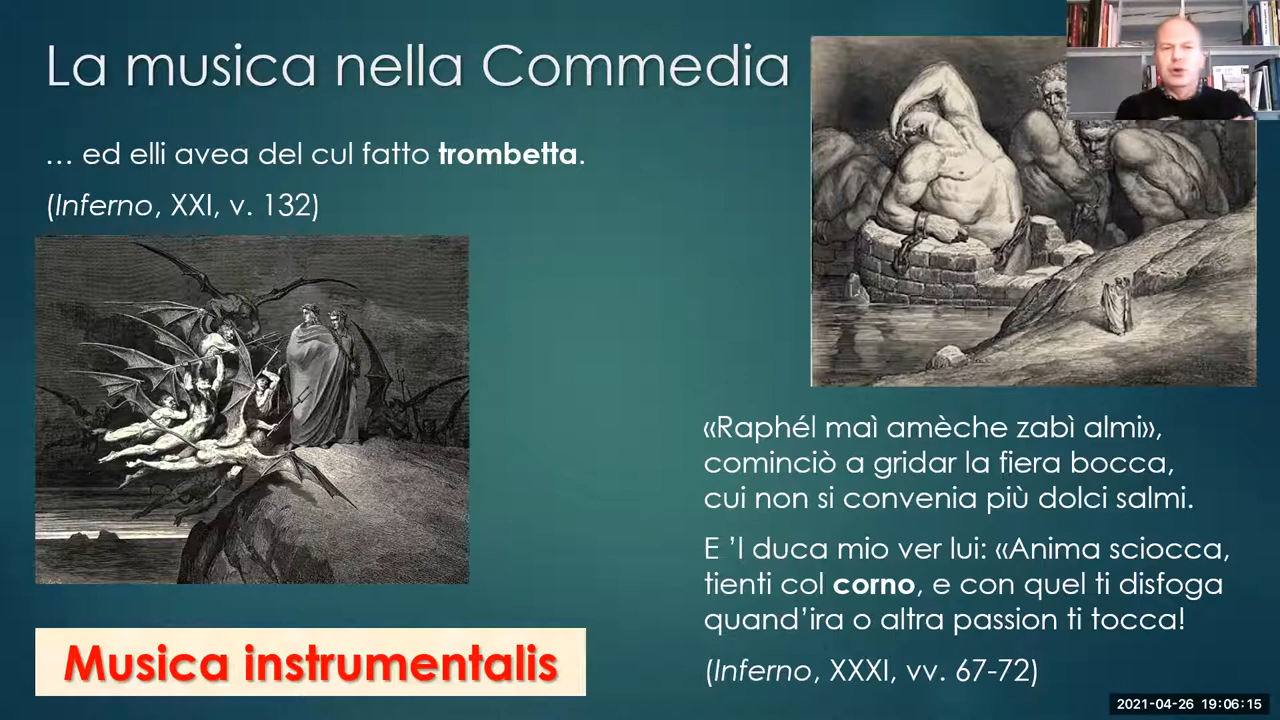 La musica nella Commedia
… ed elli avea del cul fatto trombetta.
(Inferno, XXI, v. 132)
«Raphél maì amèche zabì almi»,
cominciò a gridar la fiera bocca,
cui non si convenia più dolci salmi.
E ’l duca mio ver lui: «Anima sciocca,
tienti col corno, e con quel ti disfoga
quand’ira o altra passion ti tocca!
(Inferno, XXXI, vv. 67-72)
Musica instrumentalis
2021-04-26 19:06:15